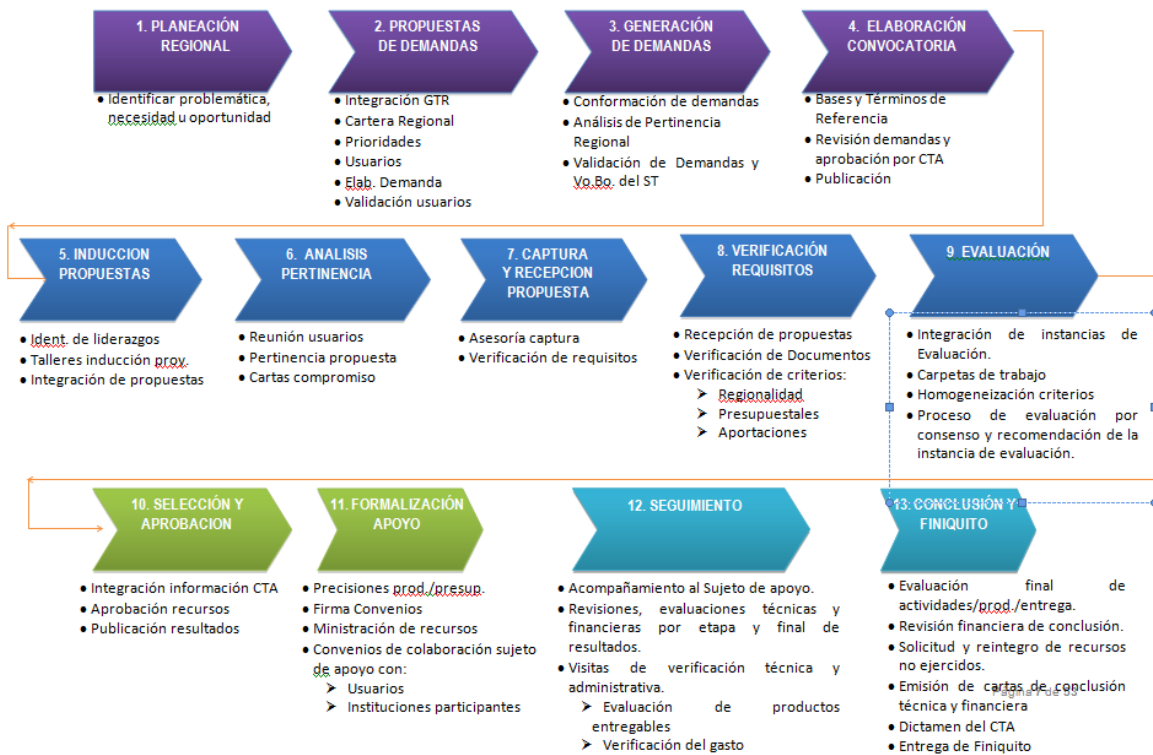 1. PLANEACIÓN
REGIONAL
• Identificar problemática,
necesidad u oportunidad
2. PROPUESTAS
DE DEMANDAS
• Integración GTR
• Cartera Regional
• Prioridades
• Usuarios
• Elab. Demanda
• Validación usuarios
3. GENERACIÓN
DE DEMANDAS
• Conformación de demandas
• Análisis de Pertinencia
Regional
• Validación de Demandas y
Vo.Bo. del ST
4. ELABORACIÓN
CONVOCATORIA
• Bases y Términos de
Referencia
• Revisión demandas y
aprobación por CTA
• Publicación
5. INDUCCION
PROPUESTAS
• Ident. de liderazgos
• Talleres inducción proy.
• Integración de propuestas
6. ANALISIS
PERTINENCIA
• Reunión usuarios
• Pertinencia propuesta
• Cartas compromiso
7. CAPTURA
Y RECEPCION
PROPUESTA
• Asesoría captura
• Verificación de requisitos
8. VERIFICACIÓN
REQUISITOS
• Recepción de propuestas
• Verificación de Documentos
• Verificación de criterios:
➤ Regionalidad
➤ Presupuestales
➤ Aportaciones
9. EVALUACIÓN
• Integración de instancias de
Evaluación.
• Carpetas de trabajo
• Homogeneización criterios
• Proceso de evaluación por
consenso y recomendación de la
instancia de evaluación.
10. SELECCIÓN Y
APROBACION
• Integración información CTA
• Aprobación recursos
• Publicación resultados
11. FORMALIZACIÓN
APOYO
• Precisiones prod./presup.
• Firma Convenios
• Ministración de recursos
• Convenios de colaboración sujeto
de apoyo con:
➤ Usuarios
➤ Instituciones participantes
12. SEGUIMIENTO
• Acompañamiento al Sujeto de apoyo.
• Revisiones, evaluaciones técnicas y
financieras por etapa y final de
resultados.
• Visitas de verificación técnica y
administrativa.
➤ Evaluación de productos
entregables
➤ Verificación del gasto
13. CONCLUSIÓN Y
FINIQUITO
• Evaluación final de
actividades/prod./entrega.
• Revisión financiera de conclusión.
• Solicitud y reintegro de recursos
no ejercidos.
• Emisión de cartas de conclusión
técnica y financiera
• Dictamen del CTA
• Entrega de Finiquito
Página 7 de 53